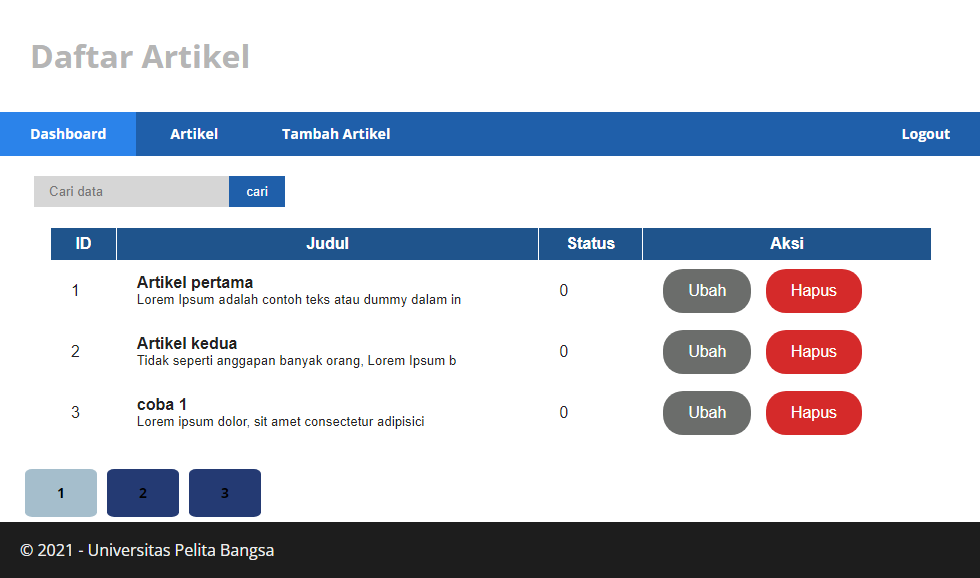 Daftar Artikel
Dashboard Artikel Tambah Artikel Logout
Cari data cari
ID Judul Status Aksi
1 Artikel pertama 0 Ubah Hapus
Lorem Ipsum adalah contoh teks atau dummy dalam in
2 Artikel kedua 0 Ubah Hapus
Tidak seperti anggapan banyak orang, Lorem Ipsum b
3 coba 1 0 Ubah Hapus
Lorem ipsum dolor, sit amet consectetur adipisici
1 2 3
© 2021 - Universitas Pelita Bangsa